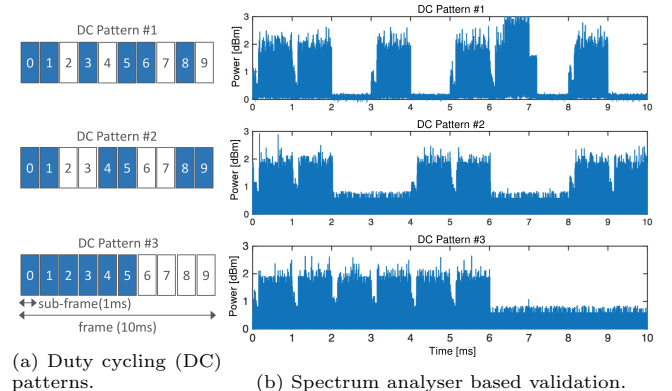 DC Pattern #1
0 1 2 3 4 5 6 7 8 9
DC Pattern #2
0 1 2 3 4 5 6 7 8 9
DC Pattern #3
0 1 2 3 4 5 6 7 8 9
sub-frame(1ms)
frame (10ms)
(a) Duty cycling (DC)
patterns.
DC Pattern #1
Power [dBm]
3
2
1
0
0 1 2 3 4 5 6 7 8 9 10
DC Pattern #2
Power [dBm]
3
2
1
0
0 1 2 3 4 5 6 7 8 9 10
DC Pattern #3
Power [dBm]
3
2
1
0
0 1 2 3 4 5 6 7 8 9 10
Time [ms]
(b) Spectrum analyser based validation.